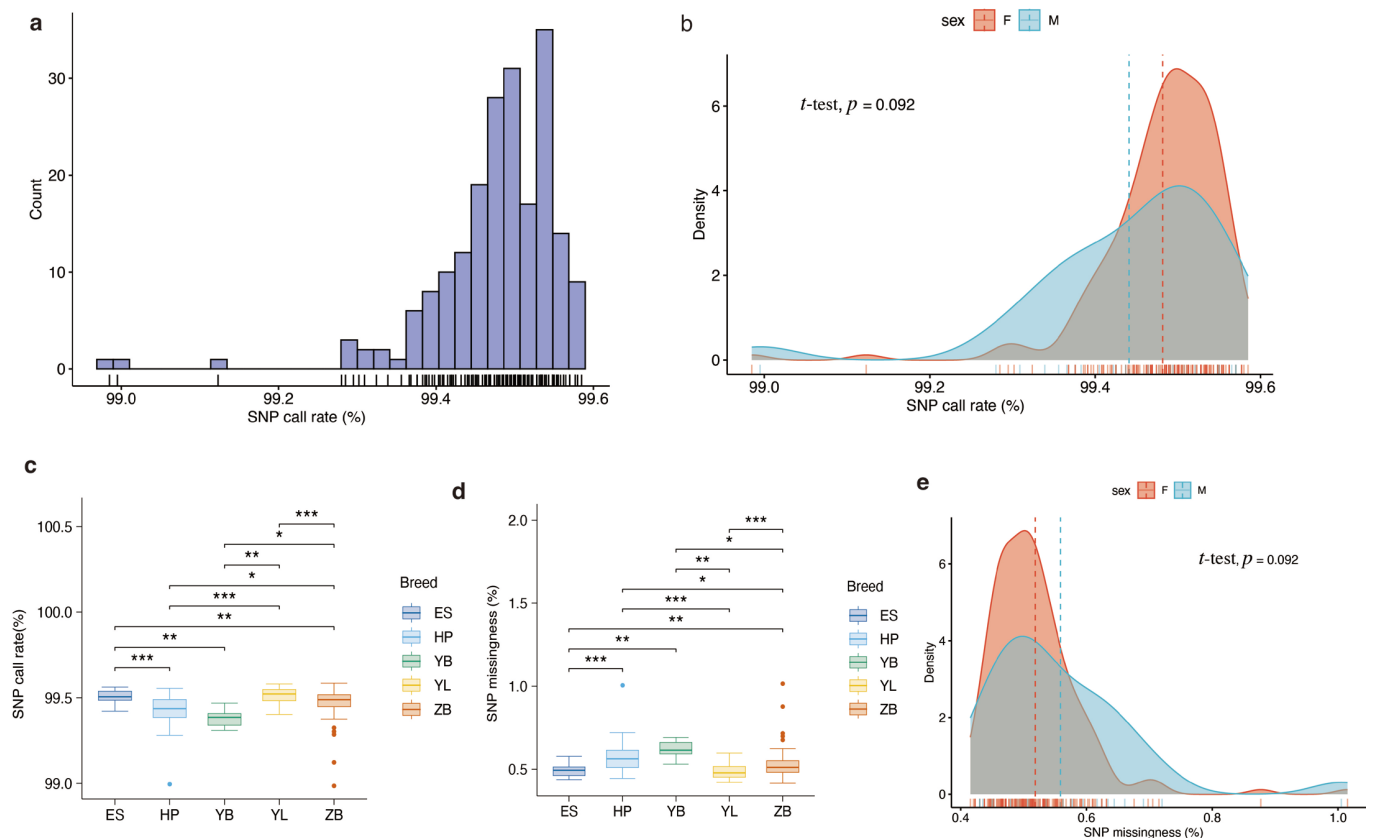 a
Count
30
20
10
0
99.0 99.2 99.4 99.6
SNP call rate (%)
b
sex F M
t-test, p = 0.092
Density
6
4
2
0
99.0 99.2 99.4 99.6
SNP call rate (%)
c
SNP call rate(%)
100.5
100.0
99.5
99.0
***
*
**
*
***
**
**
***
ES HP YB YL ZB
Breed
ES
HP
YB
YL
ZB
d
SNP missingness (%)
2.0
1.5
1.0
0.5
***
*
**
*
***
**
**
***
ES HP YB YL ZB
Breed
ES
HP
YB
YL
ZB
e
sex F M
t-test, p = 0.092
Density
6
4
2
0
0.4 0.6 0.8 1.0
SNP missingness (%)